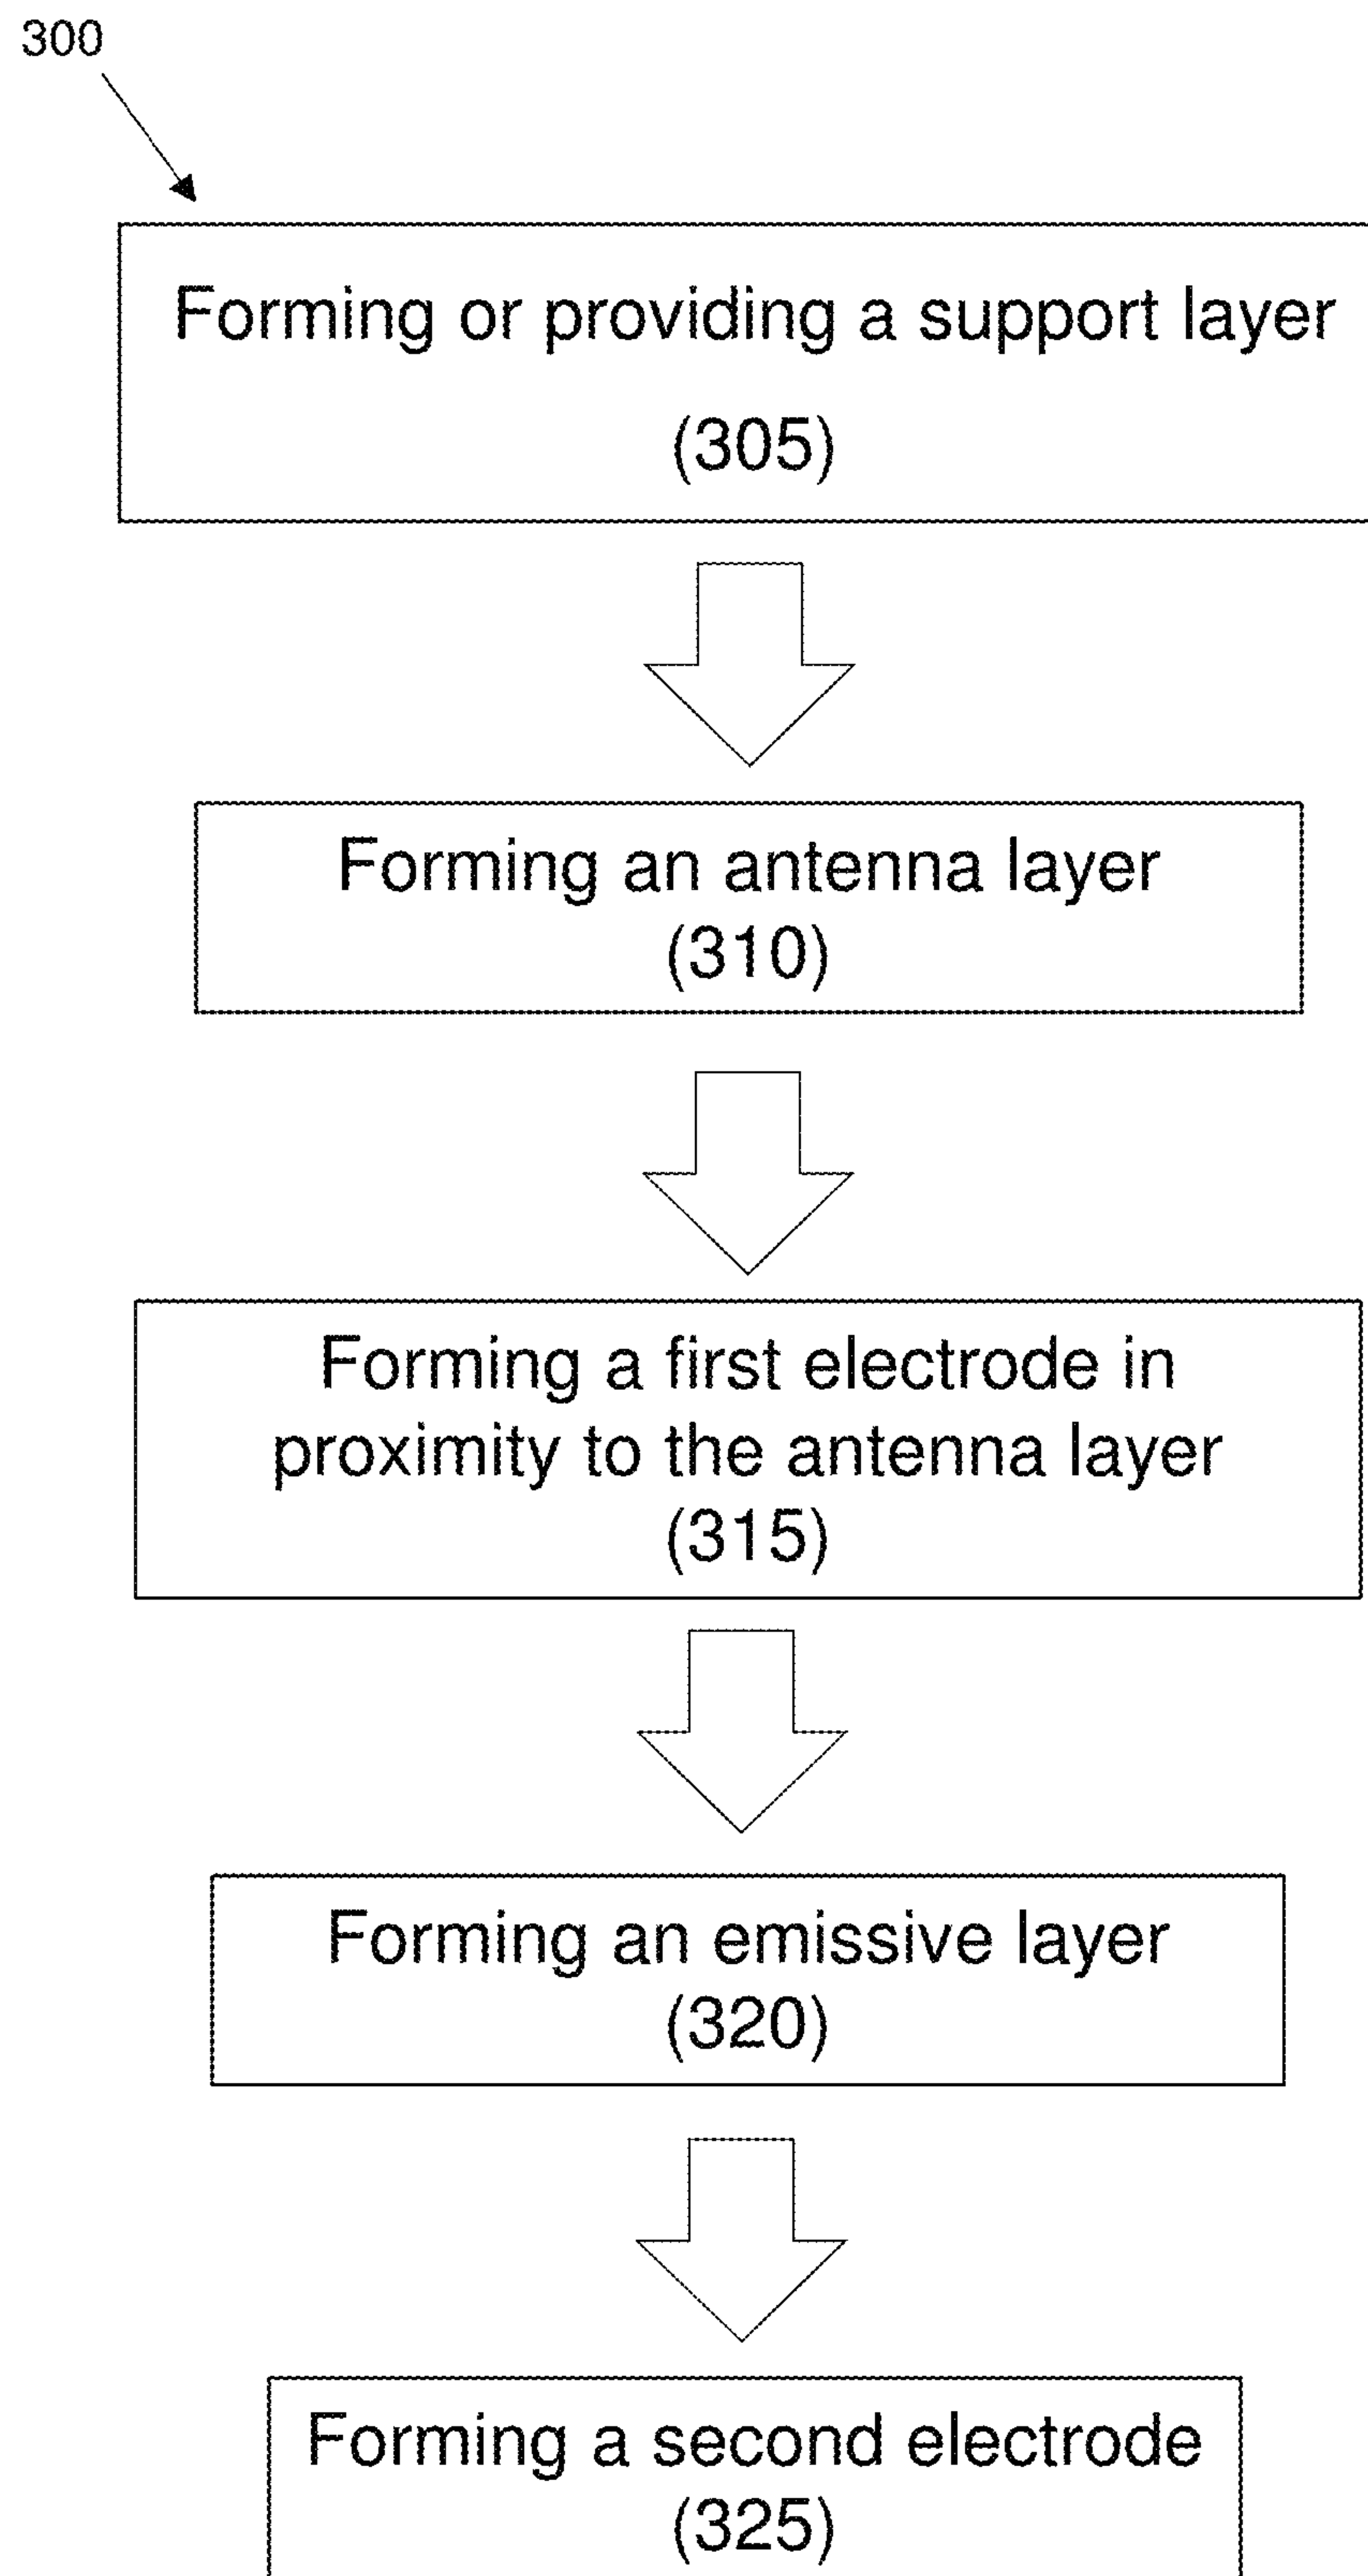 300
Forming or providing a support layer
(305)
Forming an antenna layer
(310)
Forming a first electrode in
proximity to the antenna layer
(315)
Forming an emissive layer
(320)
Forming a second electrode
(325)